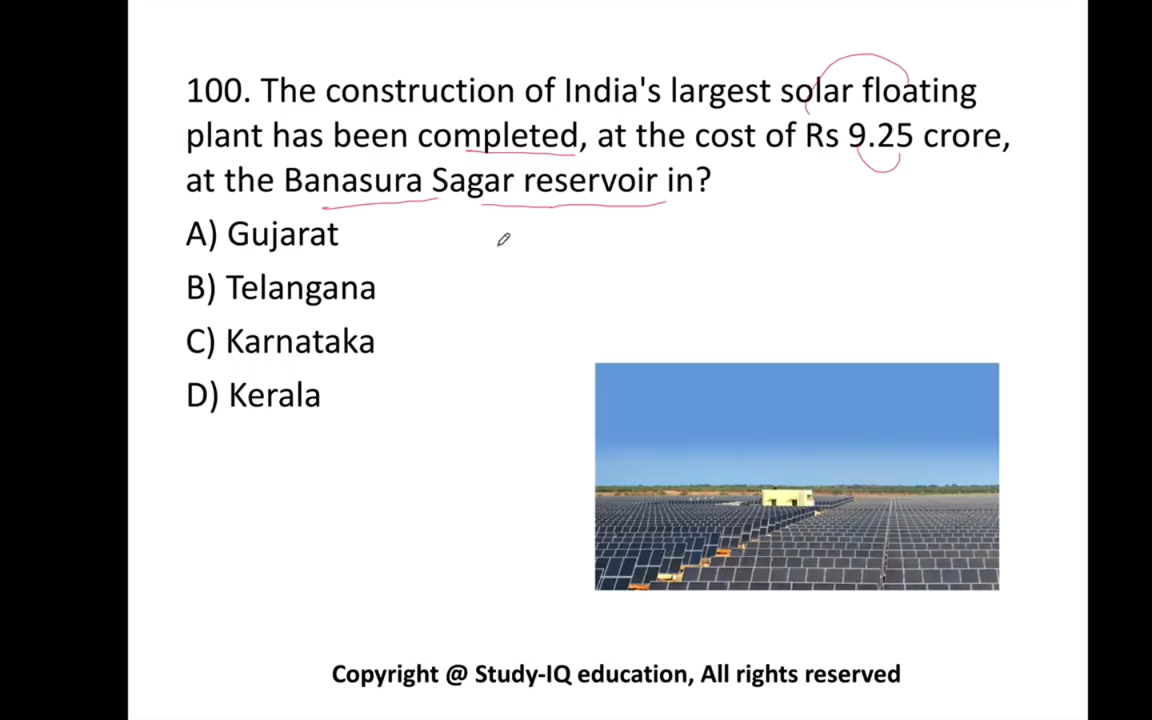 100. The construction of India's largest solar floating
plant has been completed, at the cost of Rs 9.25 crore,
at the Banasura Sagar reservoir in?
A) Gujarat
B) Telangana
C) Karnataka
D) Kerala
Copyright @ Study-IQ education, All rights reserved